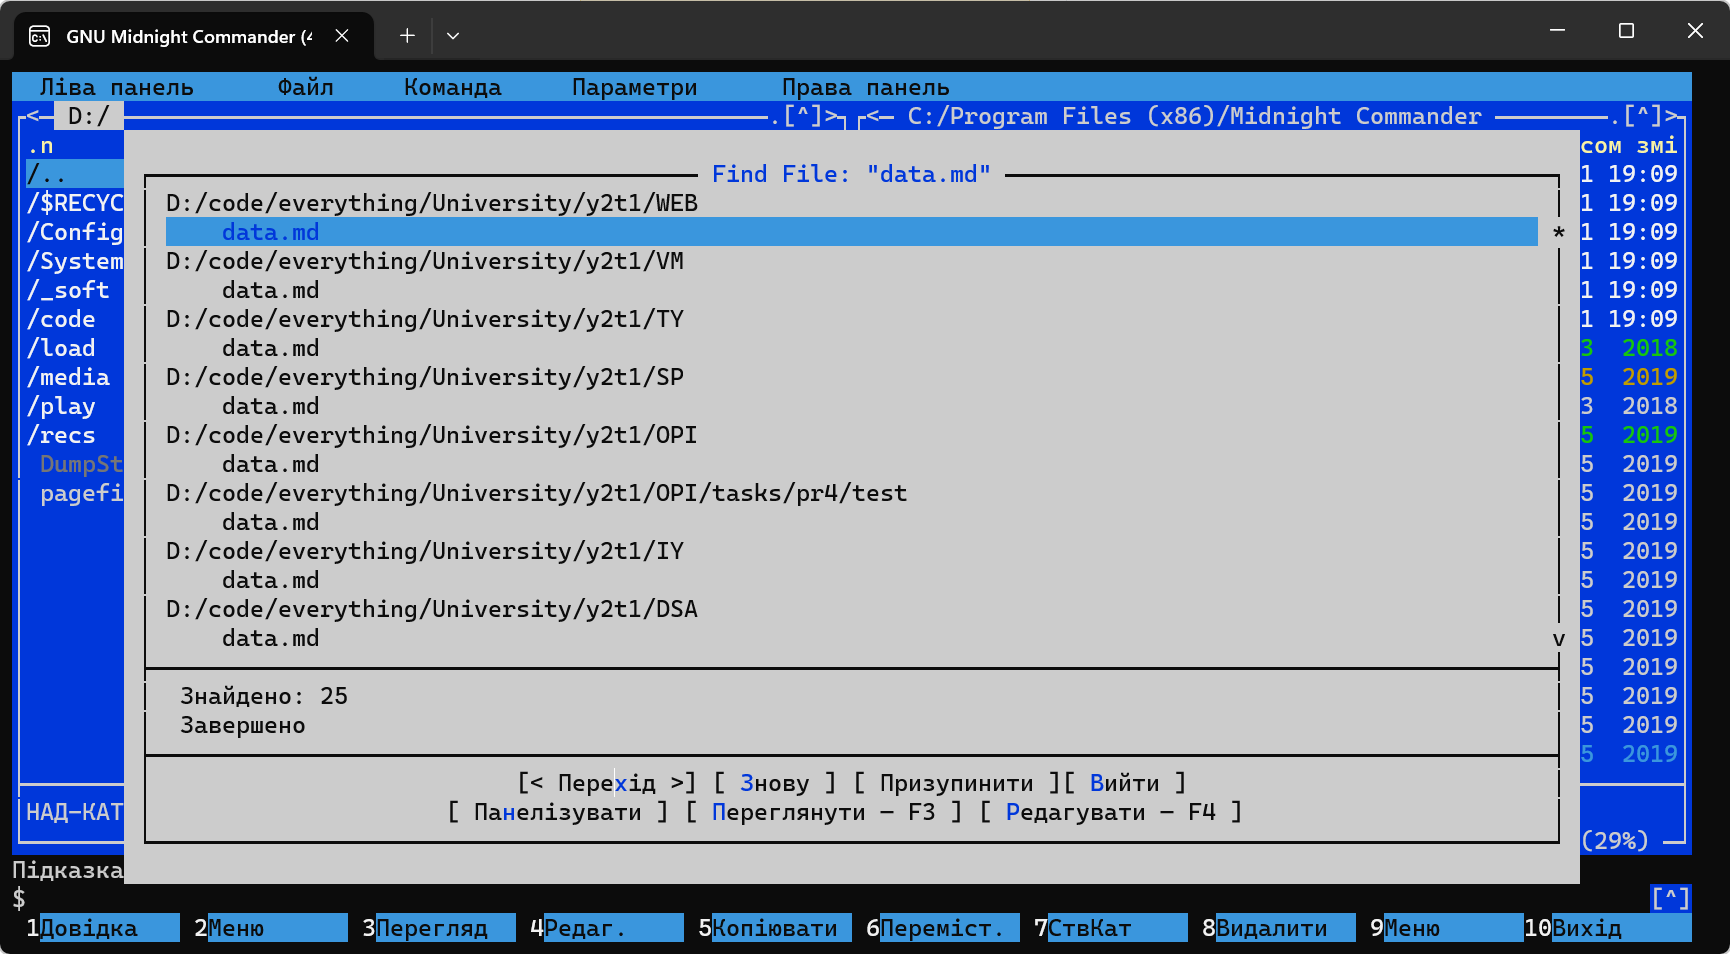 GNU Midnight Commander (4
Ліва панель Файл Команда Параметри Права панель
<─ D:/ .[^]> <─ C:/Program Files (x86)/Midnight Commander .[^]>
.n
сом змі
/..
1 19:09
/$RECYC
1 19:09
/Config
1 19:09
/System
1 19:09
/_soft
1 19:09
/code
1 19:09
/load
3 2018
/media
5 2019
/play
3 2018
/recs
5 2019
DumpSt
5 2019
pagefi
5 2019
5 2019
5 2019
5 2019
5 2019
5 2019
5 2019
5 2019
5 2019
5 2019
Find File: "data.md"
D:/code/everything/University/y2t1/WEB
data.md
*
D:/code/everything/University/y2t1/VM
data.md
D:/code/everything/University/y2t1/TY
data.md
D:/code/everything/University/y2t1/SP
data.md
D:/code/everything/University/y2t1/OPI
data.md
D:/code/everything/University/y2t1/OPI/tasks/pr4/test
data.md
D:/code/everything/University/y2t1/IY
data.md
D:/code/everything/University/y2t1/DSA
data.md
v
Знайдено: 25
Завершено
[< Перехід >] [ Знову ] [ Призупинити ][ Вийти ]
[ Панелізувати ] [ Переглянути — F3 ] [ Редагувати — F4 ]
НАД-КАТ
(29%)
Підказка
$ [^]
1Довідка 2Меню 3Перегляд 4Редаг. 5Копіювати 6Переміст. 7СтвКат 8Видалити 9Меню 10Вихід